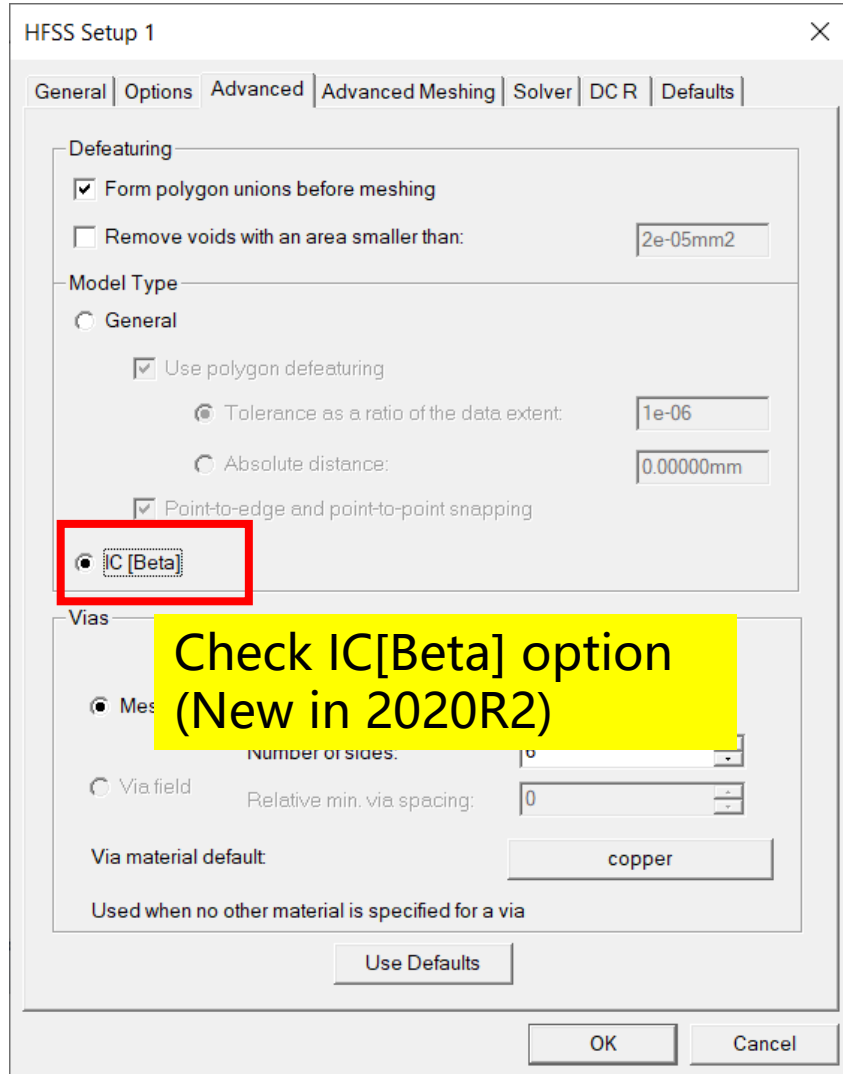 HFSS Setup 1
General Options Advanced Advanced Meshing Solver DC R Defaults
Defeaturing
Form polygon unions before meshing
Remove voids with an area smaller than: 2e-05mm2
Model Type
General
Use polygon defeaturing
Tolerance as a ratio of the data extent: 1e-06
Absolute distance: 0.00000mm
Point-to-edge and point-to-point snapping
IC [Beta]
Vias
Check IC[Beta] option
(New in 2020R2)
Mes
Number of sides: 6
Via field
Relative min. via spacing: 0
Via material default: copper
Used when no other material is specified for a via
Use Defaults
OK Cancel